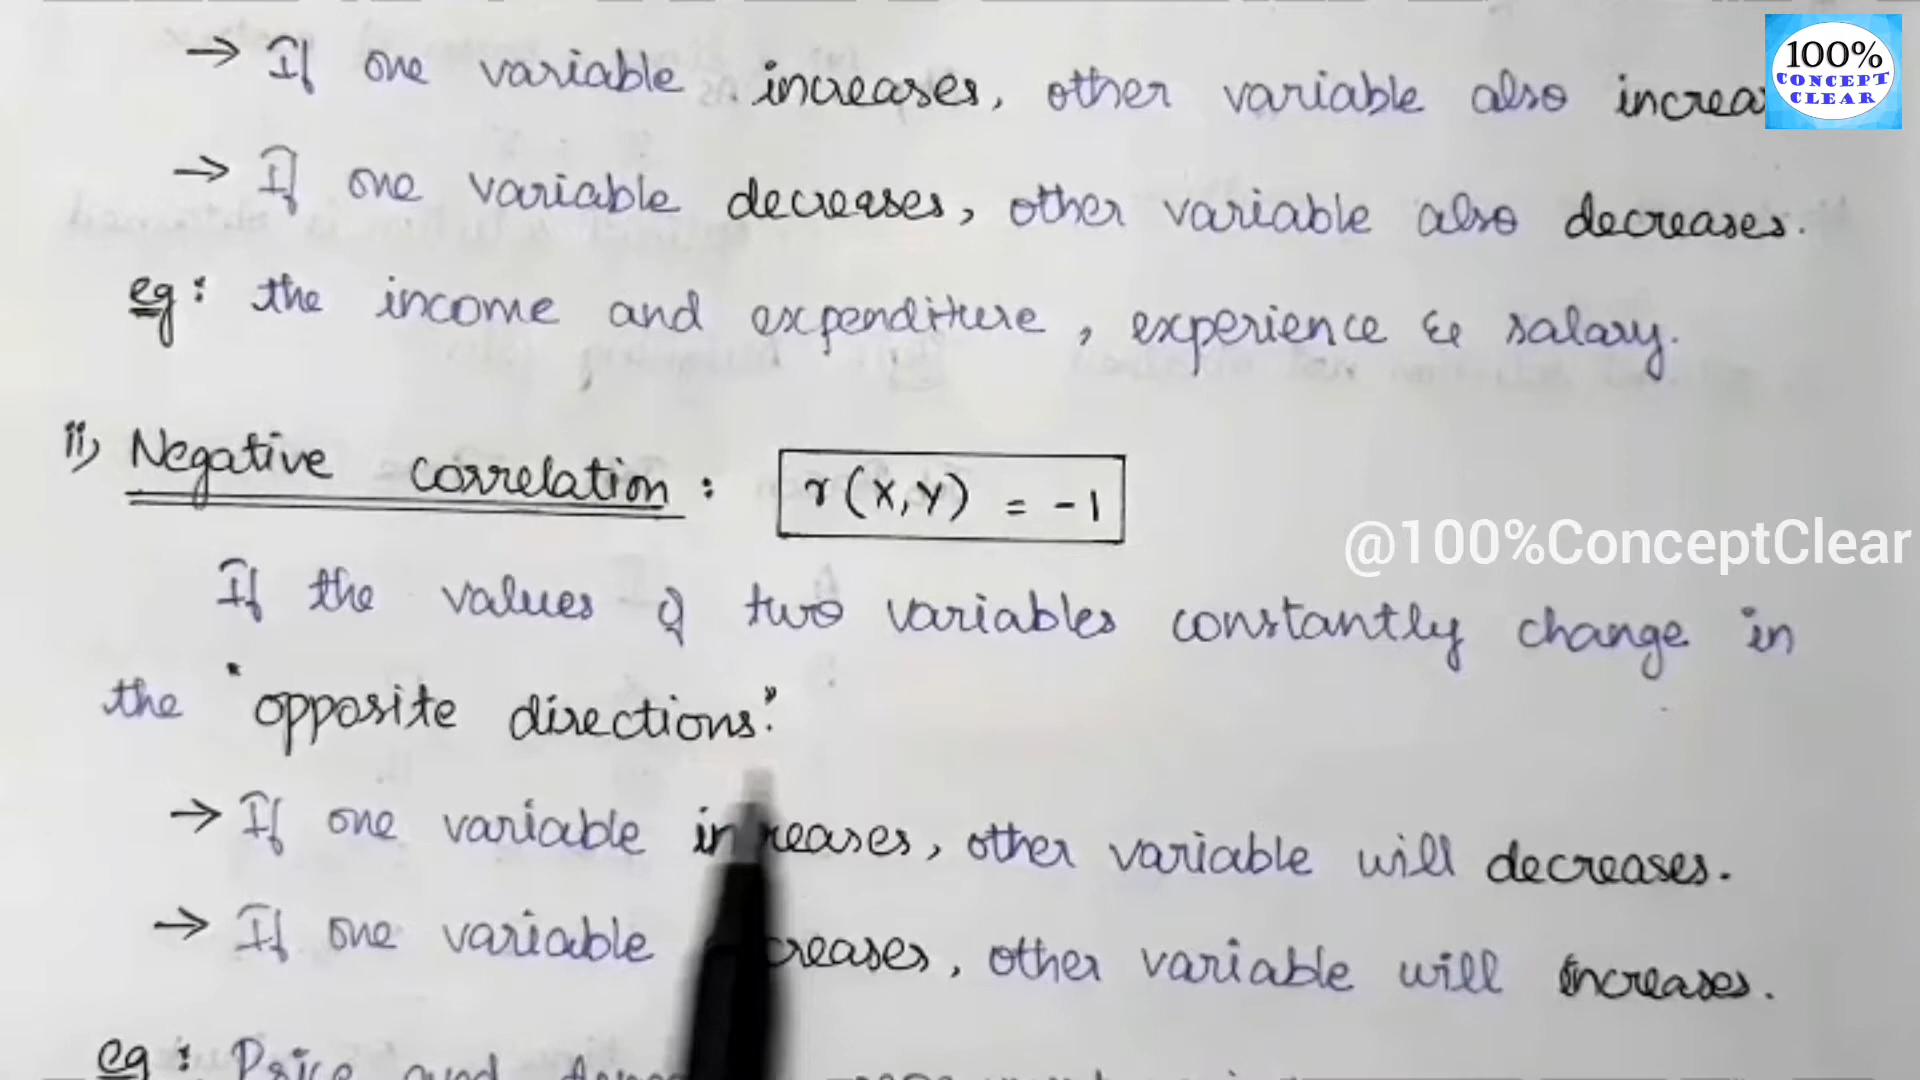 → If one variable increases, other variable also increa
100%
CONCEPT
CLEAR
→ If one variable decreases, other variable also decreases.
eg: the income and expenditure, experience & salary.
ii) Negative correlation: r(X,Y) = -1
@100%ConceptClear
If the values of two variables constantly change in
the "opposite directions".
→ If one variable increases, other variable will decreases.
→ If one variable creases, other variable will increases.
eg: Price and